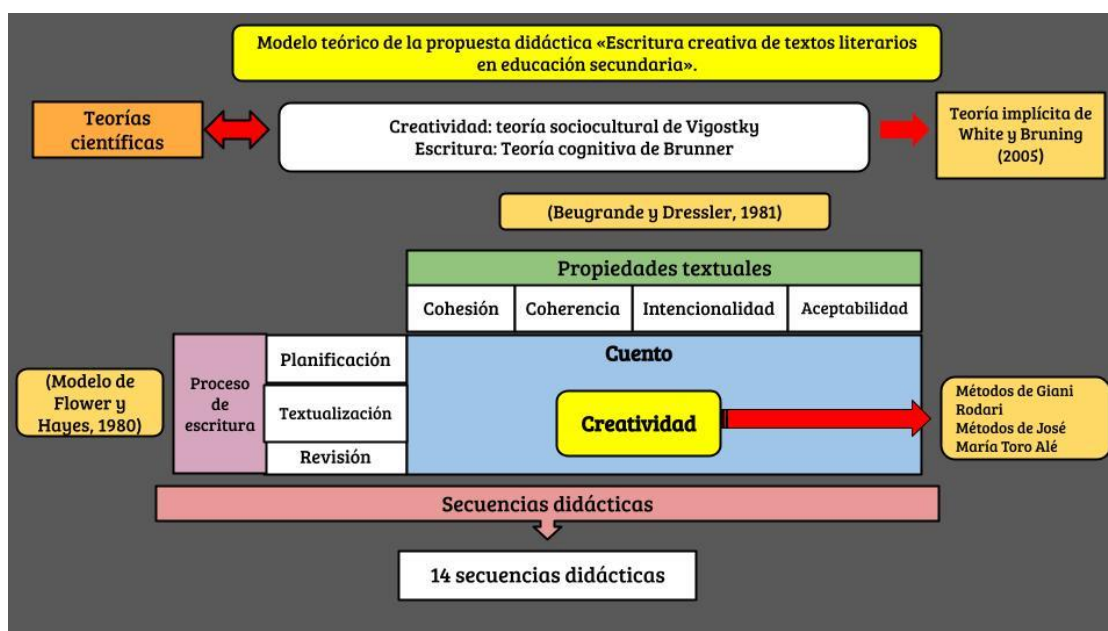 Modelo teórico de la propuesta didáctica «Escritura creativa de textos literarios
en educación secundaria».
Teorías
científicas
Creatividad: teoría sociocultural de Vigostky
Escritura: Teoría cognitiva de Brunner
Teoría implícita de
White y Bruning
(2005)
(Beugrande y Dressler, 1981)
Propiedades textuales
Cohesión
Coherencia
Intencionalidad
Aceptabilidad
(Modelo de
Flower y
Hayes, 1980)
Proceso
de
escritura
Planificación
Textualización
Revisión
Cuento
Creatividad
Métodos de Giani
Rodari
Métodos de José
María Toro Alé
Secuencias didácticas
14 secuencias didácticas